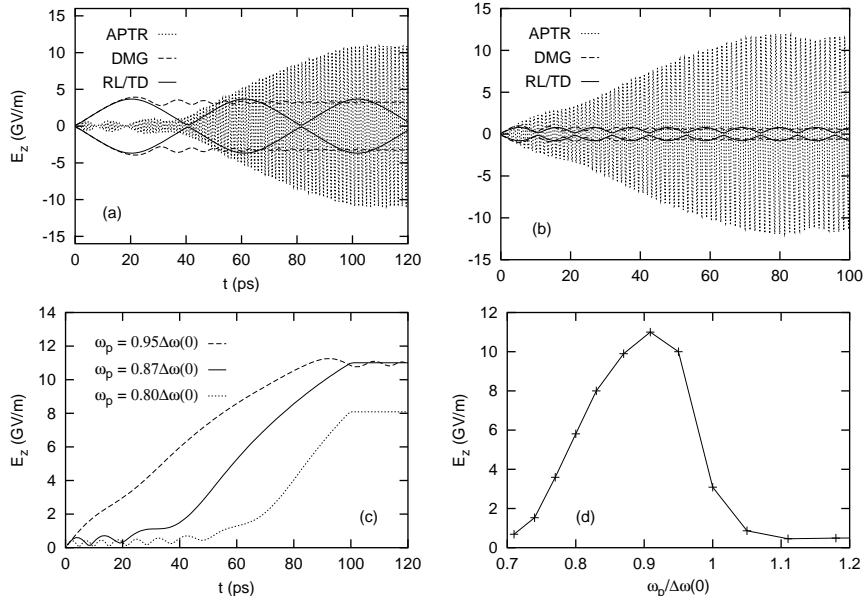 APTR
DMG
RL/TD
E_z (GV/m)
15
10
5
0
-5
-10
-15
(a)
0 20 40 60 80 100 120
t (ps)
APTR
DMG
RL/TD
E_z (GV/m)
15
10
5
0
-5
-10
-15
(b)
0 20 40 60 80 100
t (ps)
ω_p = 0.95Δω(0)
ω_p = 0.87Δω(0)
ω_p = 0.80Δω(0)
E_z (GV/m)
14
12
10
8
6
4
2
0
(c)
0 20 40 60 80 100 120
t (ps)
E_z (GV/m)
12
10
8
6
4
2
0
(d)
0.7 0.8 0.9 1 1.1 1.2
ω_p/Δω(0)